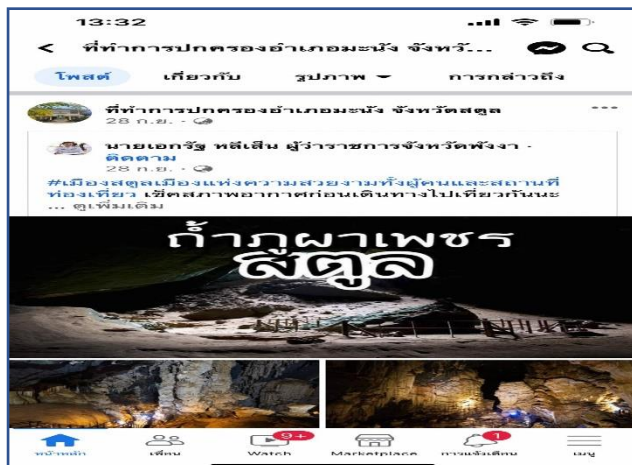 13:32
ที่ทำการปกครองอำเภอมะนัง จังหวั...
โพสต์ เกี่ยวกับ รูปภาพ การกล่าวถึง
ที่ทำการปกครองอำเภอมะนัง จังหวัดสตูล
28 ก.ย. ·
นายเอกรัฐ หลีเส็น ผู้ว่าราชการจังหวัดพังงา ·
ติดตาม
28 ก.ย. ·
#เมืองสตูลเมืองแห่งความสวยงามทั้งผู้คนและสถานที่
ท่องเที่ยว เช็คสภาพอากาศก่อนเดินทางไปเที่ยวกันนะ
... ดูเพิ่มเติม
ถ้ำภูผาเพชร
สตูล
9+ 1
หน้าหลัก เพื่อน Watch Marketplace การแจ้งเตือน เมนู